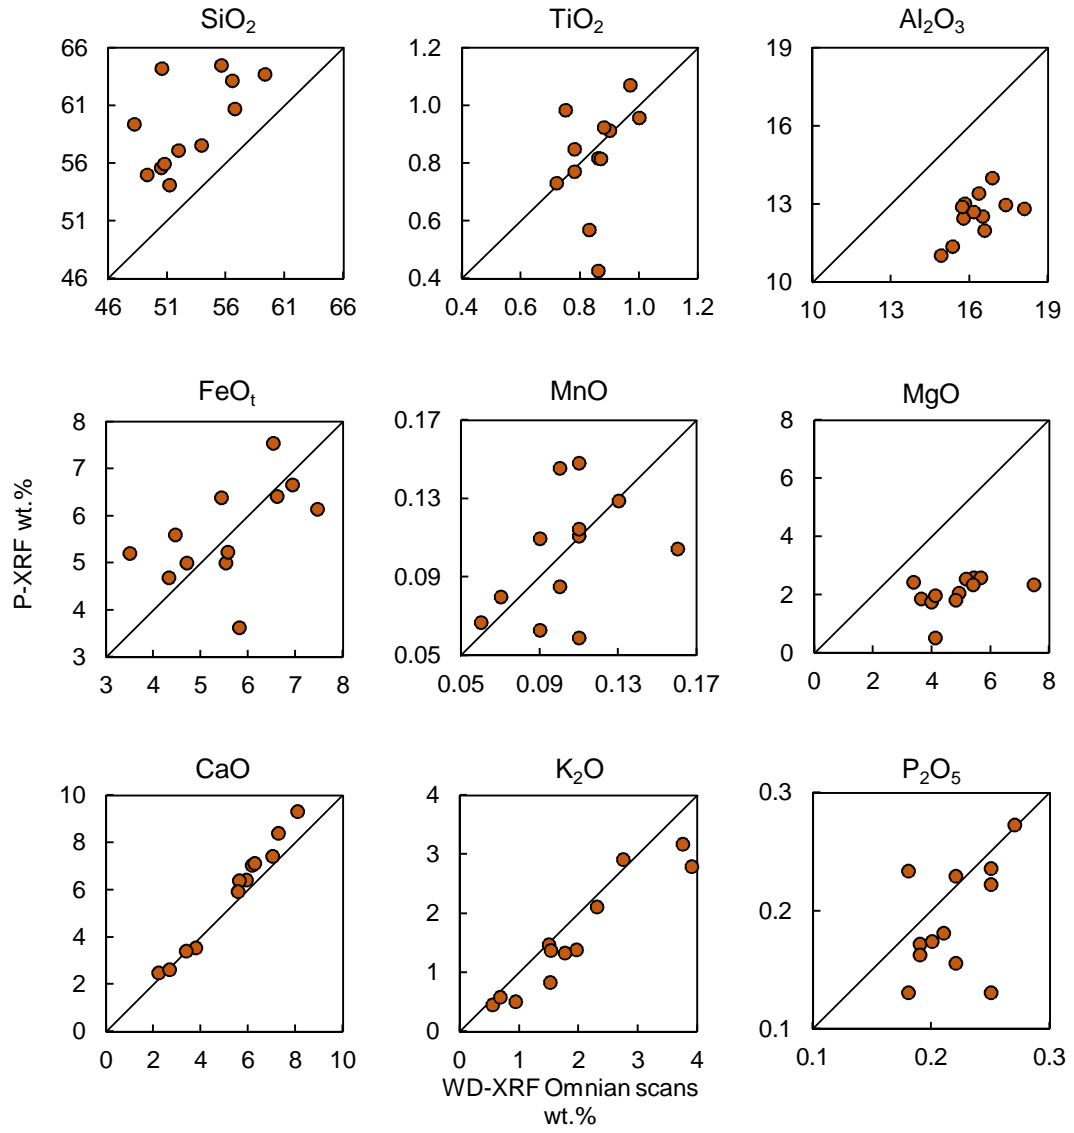 SiO₂ TiO₂ Al₂O₃
66 1.2 19
61 1.0 16
56 0.8 13
51 0.6 10
46 0.4
46 51 56 61 66 0.4 0.6 0.8 1.0 1.2 10 13 16 19
FeOₜ MnO MgO
8 0.17 8
7 0.13 6
6 0.09 4
5 0.05 2
4 0
3
3 4 5 6 7 8 0.05 0.09 0.13 0.17 0 2 4 6 8
P-XRF wt.%
CaO K₂O P₂O₅
10 4 0.3
8 3 0.2
6 2 0.1
4 1
2 0
0
0 2 4 6 8 10 0 1 2 3 4 0.1 0.2 0.3
WD-XRF Omnian scans
wt.%